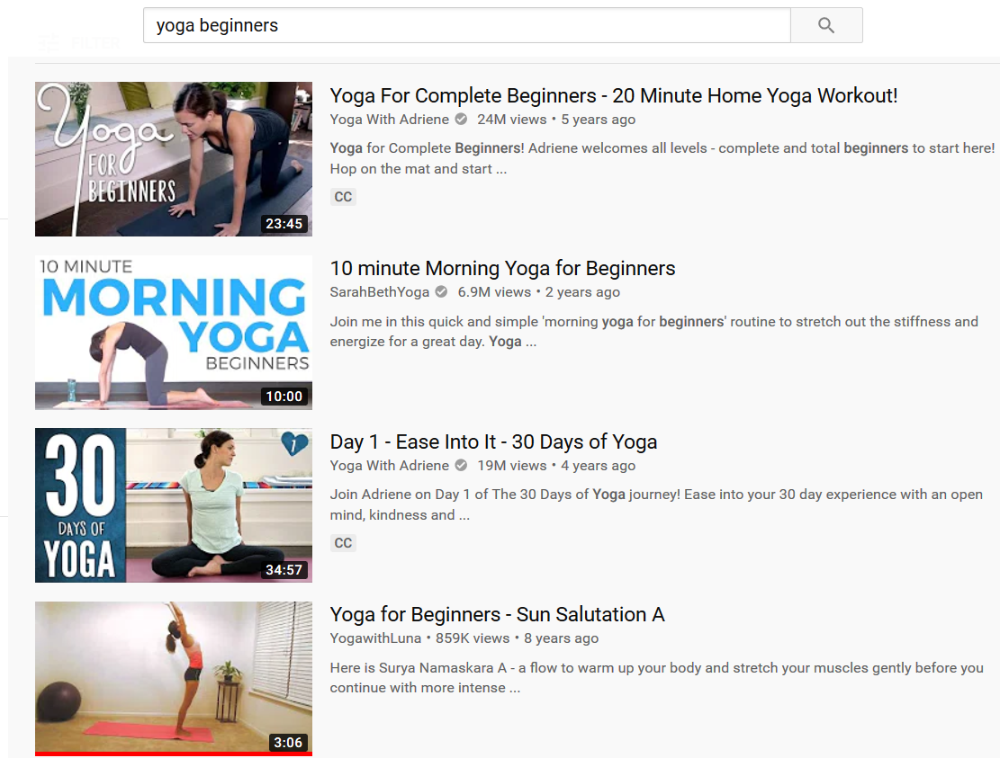 yoga beginners
Yoga
FOR
BEGINNERS
23:45
Yoga For Complete Beginners - 20 Minute Home Yoga Workout!
Yoga With Adriene 24M views • 5 years ago
Yoga for Complete Beginners! Adriene welcomes all levels - complete and total beginners to start here!
Hop on the mat and start ...
CC
10 MINUTE
MORNING
YOGA
BEGINNERS
10:00
10 minute Morning Yoga for Beginners
SarahBethYoga 6.9M views • 2 years ago
Join me in this quick and simple 'morning yoga for beginners' routine to stretch out the stiffness and
energize for a great day. Yoga ...
30
DAYS OF
YOGA
1
34:57
Day 1 - Ease Into It - 30 Days of Yoga
Yoga With Adriene 19M views • 4 years ago
Join Adriene on Day 1 of The 30 Days of Yoga journey! Ease into your 30 day experience with an open
mind, kindness and ...
CC
3:06
Yoga for Beginners - Sun Salutation A
YogawithLuna • 859K views • 8 years ago
Here is Surya Namaskara A - a flow to warm up your body and stretch your muscles gently before you
continue with more intense ...